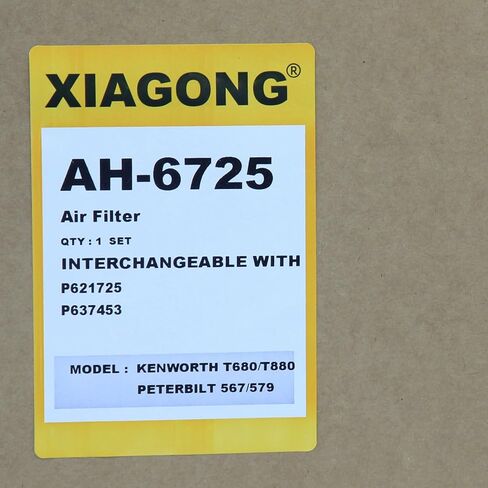 XIAGONG®
AH-6725
Air Filter
QTY : 1 SET
INTERCHANGEABLE WITH
P621725
P637453
MODEL : KENWORTH T680/T880
PETERBILT 567/579